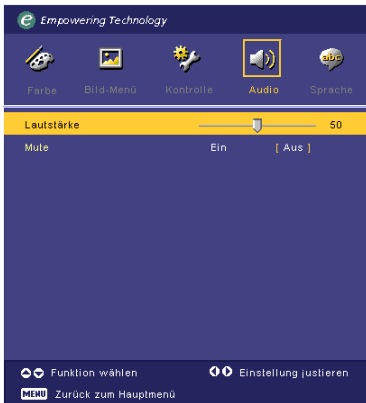 e Empowering Technology
Farbe Bild-Menü Kontrolle Audio abc Sprache
Lautstärke 50
Mute Ein [ Aus ]
Funktion wählen Einstellung justieren
MENU Zurück zum Hauptmenü